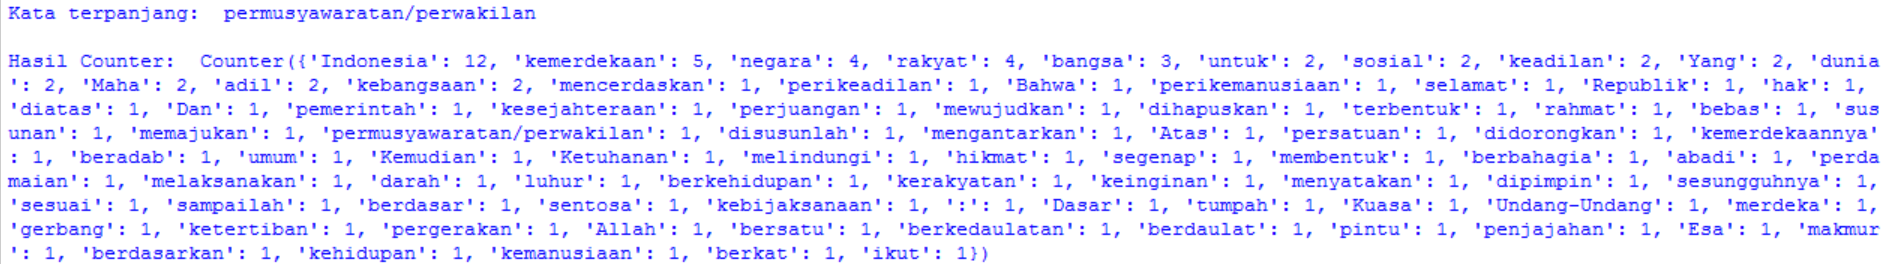 Kata terpanjang:  permusyawaratan/perwakilan
Hasil Counter:  Counter({'Indonesia': 12, 'kemerdekaan': 5, 'negara': 4, 'rakyat': 4, 'bangsa': 3, 'untuk': 2, 'sosial': 2, 'keadilan': 2, 'Yang': 2, 'dunia
': 2, 'Maha': 2, 'adil': 2, 'kebangsaan': 2, 'mencerdaskan': 1, 'perikeadilan': 1, 'Bahwa': 1, 'perikemanusiaan': 1, 'selamat': 1, 'Republik': 1, 'hak': 1,
'diatas': 1, 'Dan': 1, 'pemerintah': 1, 'kesejahteraan': 1, 'perjuangan': 1, 'mewujudkan': 1, 'dihapuskan': 1, 'terbentuk': 1, 'rahmat': 1, 'bebas': 1, 'sus
unan': 1, 'memajukan': 1, 'permusyawaratan/perwakilan': 1, 'disusunlah': 1, 'mengantarkan': 1, 'Atas': 1, 'persatuan': 1, 'didorongkan': 1, 'kemerdekaannya'
: 1, 'beradab': 1, 'umum': 1, 'Kemudian': 1, 'Ketuhanan': 1, 'melindungi': 1, 'hikmat': 1, 'segenap': 1, 'membentuk': 1, 'berbahagia': 1, 'abadi': 1, 'perda
maian': 1, 'melaksanakan': 1, 'darah': 1, 'luhur': 1, 'berkehidupan': 1, 'kerakyatan': 1, 'keinginan': 1, 'menyatakan': 1, 'dipimpin': 1, 'sesungguhnya': 1,
'sesuai': 1, 'sampailah': 1, 'berdasar': 1, 'sentosa': 1, 'kebijaksanaan': 1, ':': 1, 'Dasar': 1, 'tumpah': 1, 'Kuasa': 1, 'Undang-Undang': 1, 'merdeka': 1,
'gerbang': 1, 'ketertiban': 1, 'pergerakan': 1, 'Allah': 1, 'bersatu': 1, 'berkedaulatan': 1, 'berdaulat': 1, 'pintu': 1, 'penjajahan': 1, 'Esa': 1, 'makmur
': 1, 'berdasarkan': 1, 'kehidupan': 1, 'kemanusiaan': 1, 'berkat': 1, 'ikut': 1})